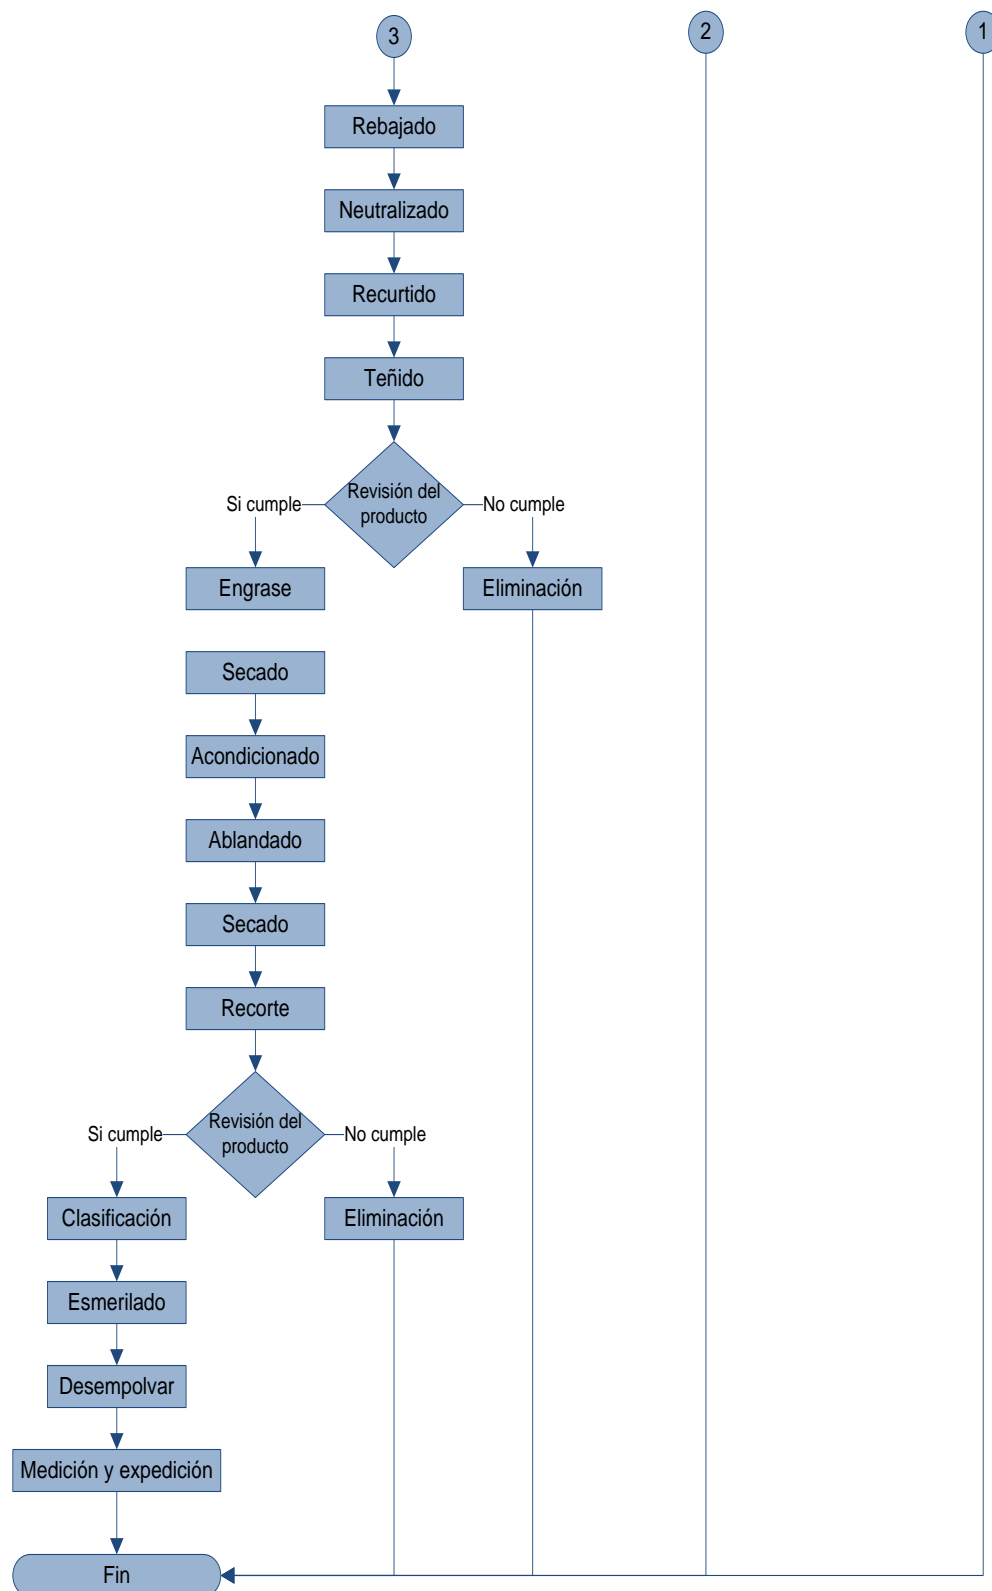 3
2
1
Rebajado
Neutralizado
Recurtido
Teñido
Revisión del
producto
Si cumple
No cumple
Engrase
Eliminación
Secado
Acondicionado
Ablandado
Secado
Recorte
Revisión del
producto
Si cumple
No cumple
Clasificación
Eliminación
Esmerilado
Desempolvar
Medición y expedición
Fin